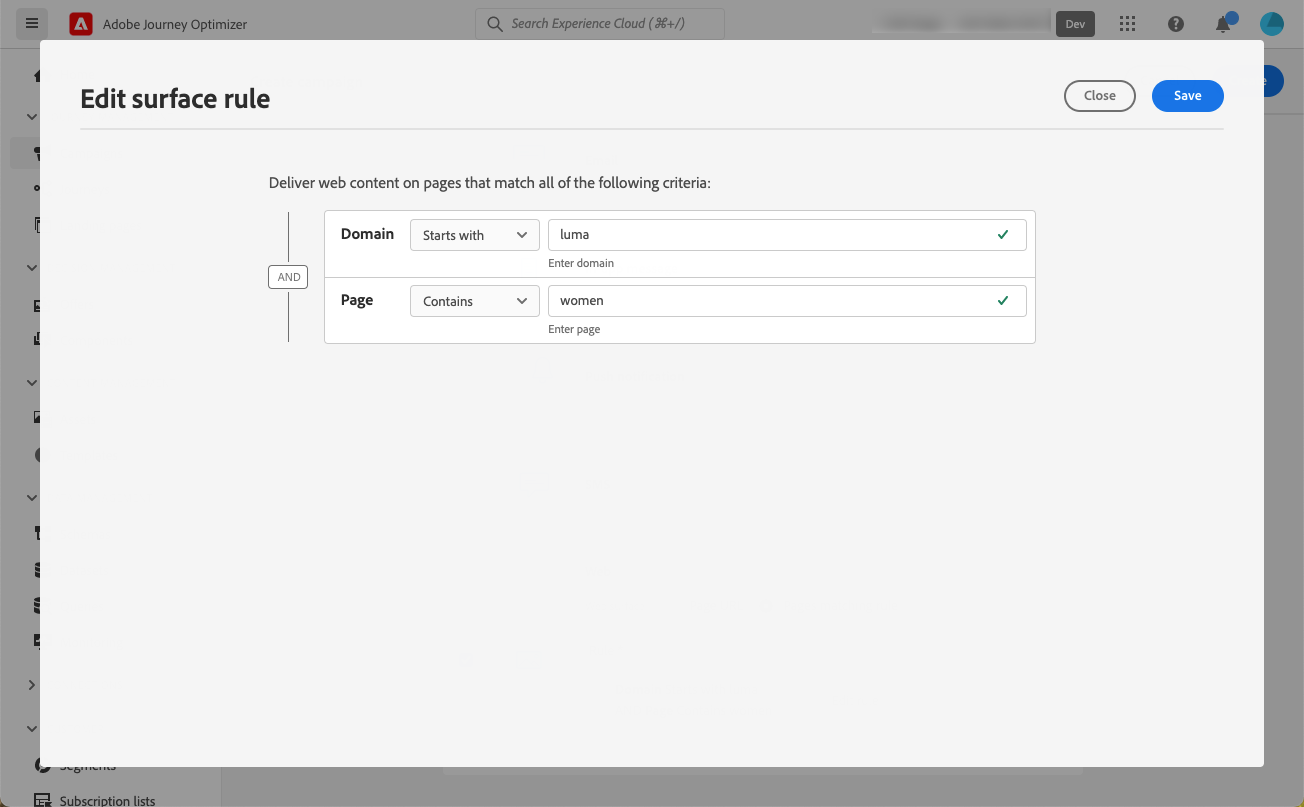 Adobe Journey Optimizer
Search Experience Cloud (⌘+/)
Dev
Edit surface rule
Close
Save
Deliver web content on pages that match all of the following criteria:
Domain
Starts with
luma
Enter domain
AND
Page
Contains
women
Enter page
Segments
Subscription lists